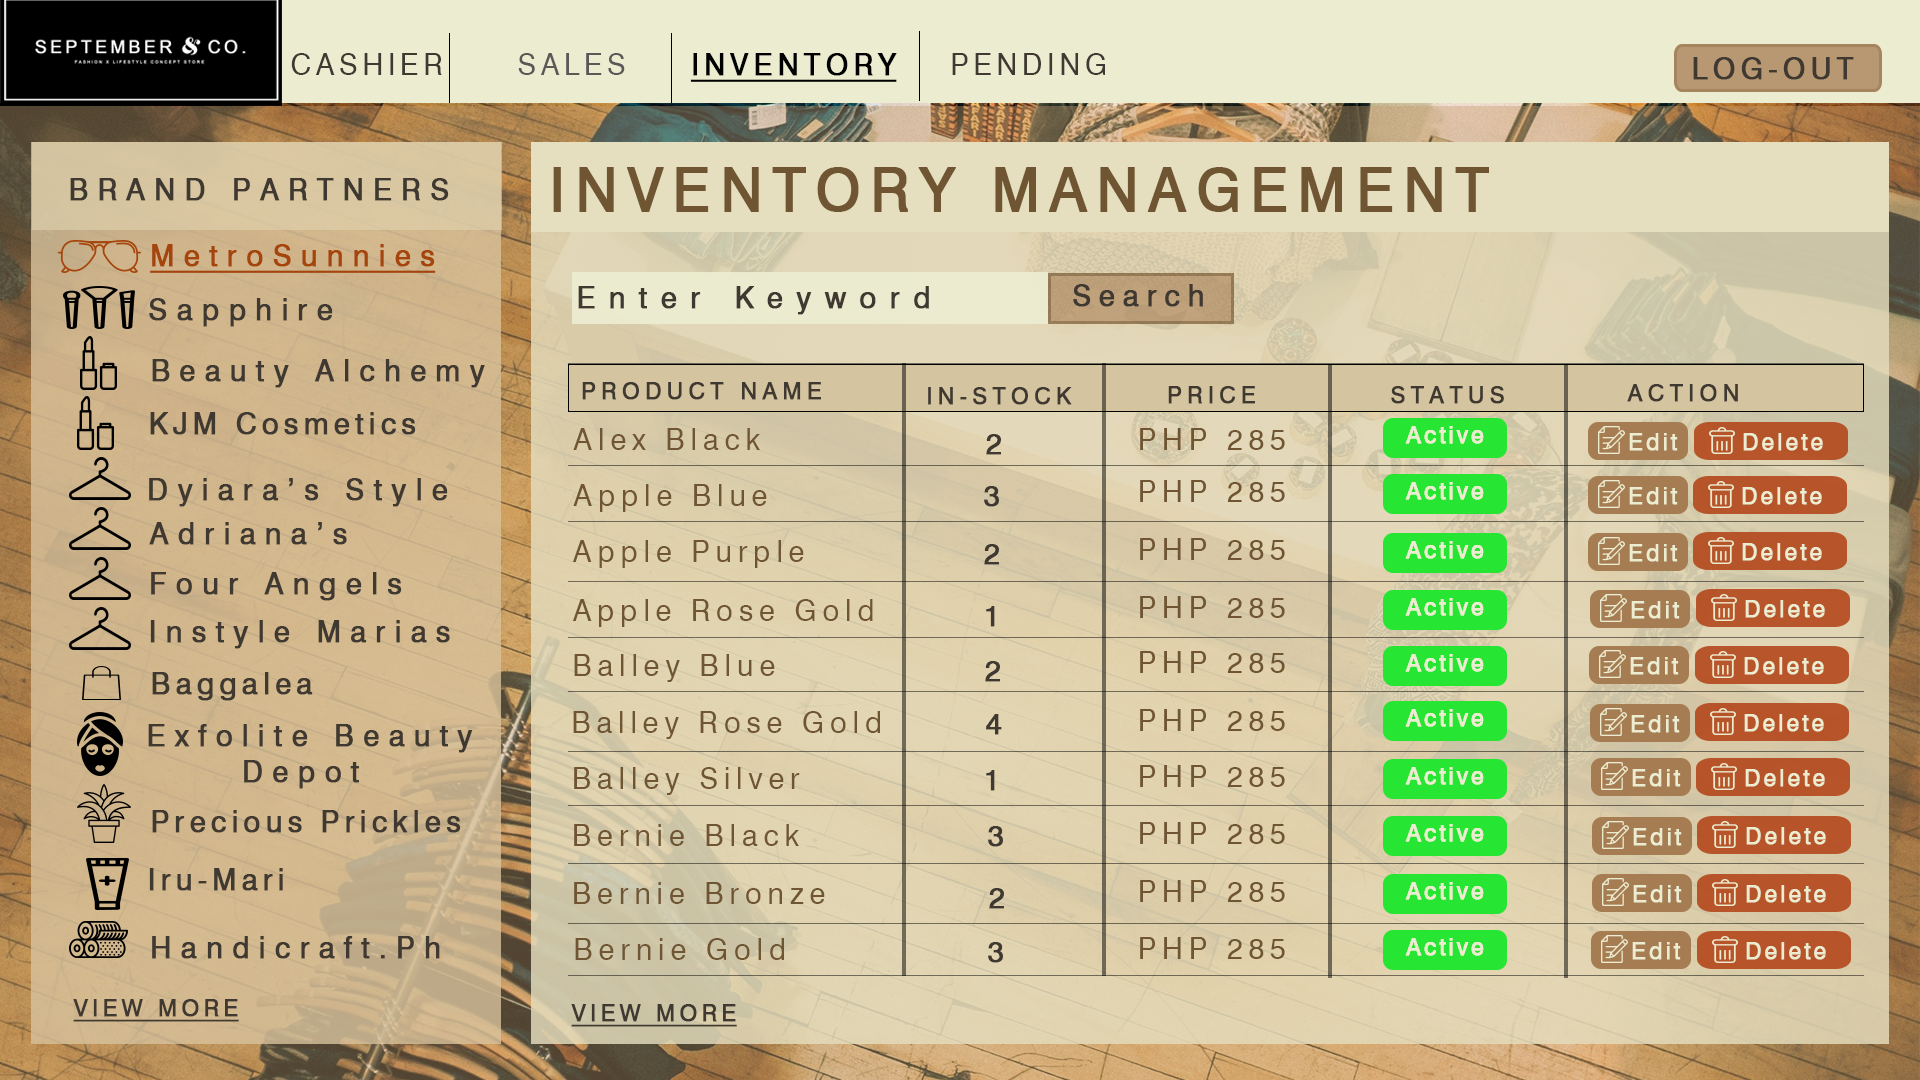 SEPTEMBER & CO.
FASHION X LIFESTYLE CONCEPT STORE
CASHIER
SALES
INVENTORY
PENDING
LOG-OUT
BRAND PARTNERS
MetroSunnies
Sapphire
Beauty Alchemy
KJM Cosmetics
Dyiara's Style
Adriana's
Four Angels
Instyle Marias
Baggalea
Exfolite Beauty
Depot
Precious Prickles
Iru-Mari
Handicraft.Ph
VIEW MORE
INVENTORY MANAGEMENT
Enter Keyword Search
PRODUCT NAME IN-STOCK PRICE STATUS ACTION
Alex Black 2 PHP 285 Active Edit Delete
Apple Blue 3 PHP 285 Active Edit Delete
Apple Purple 2 PHP 285 Active Edit Delete
Apple Rose Gold 1 PHP 285 Active Edit Delete
Balley Blue 2 PHP 285 Active Edit Delete
Balley Rose Gold 4 PHP 285 Active Edit Delete
Balley Silver 1 PHP 285 Active Edit Delete
Bernie Black 3 PHP 285 Active Edit Delete
Bernie Bronze 2 PHP 285 Active Edit Delete
Bernie Gold 3 PHP 285 Active Edit Delete
VIEW MORE